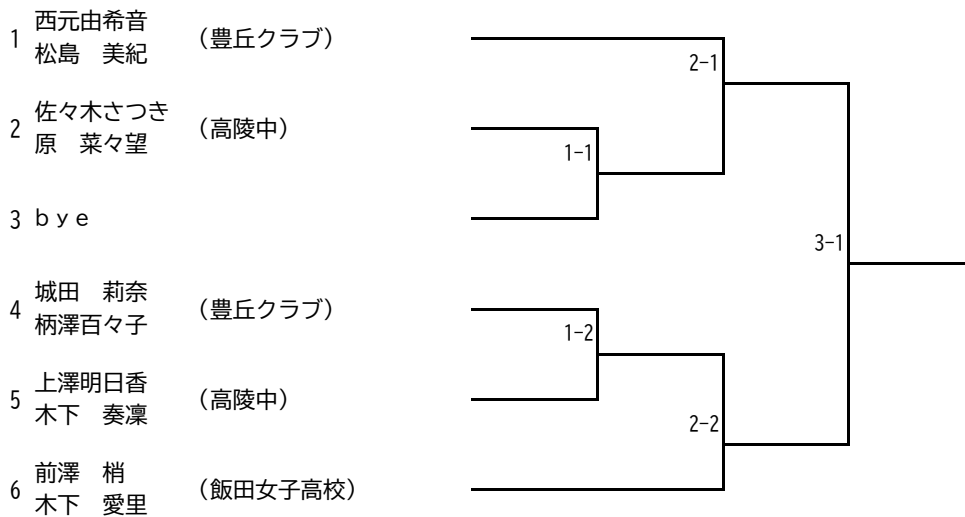 西元由希音
1 (豊丘クラブ)
松島　美紀
2-1
佐々木さつき
2 (高陵中)
原　菜々望
1-1
3 ｂｙｅ
3-1
城田　莉奈
4 (豊丘クラブ)
柄澤百々子
1-2
上澤明日香
5 (高陵中)
木下　奏凜
2-2
前澤　梢
6 (飯田女子高校)
木下　愛里